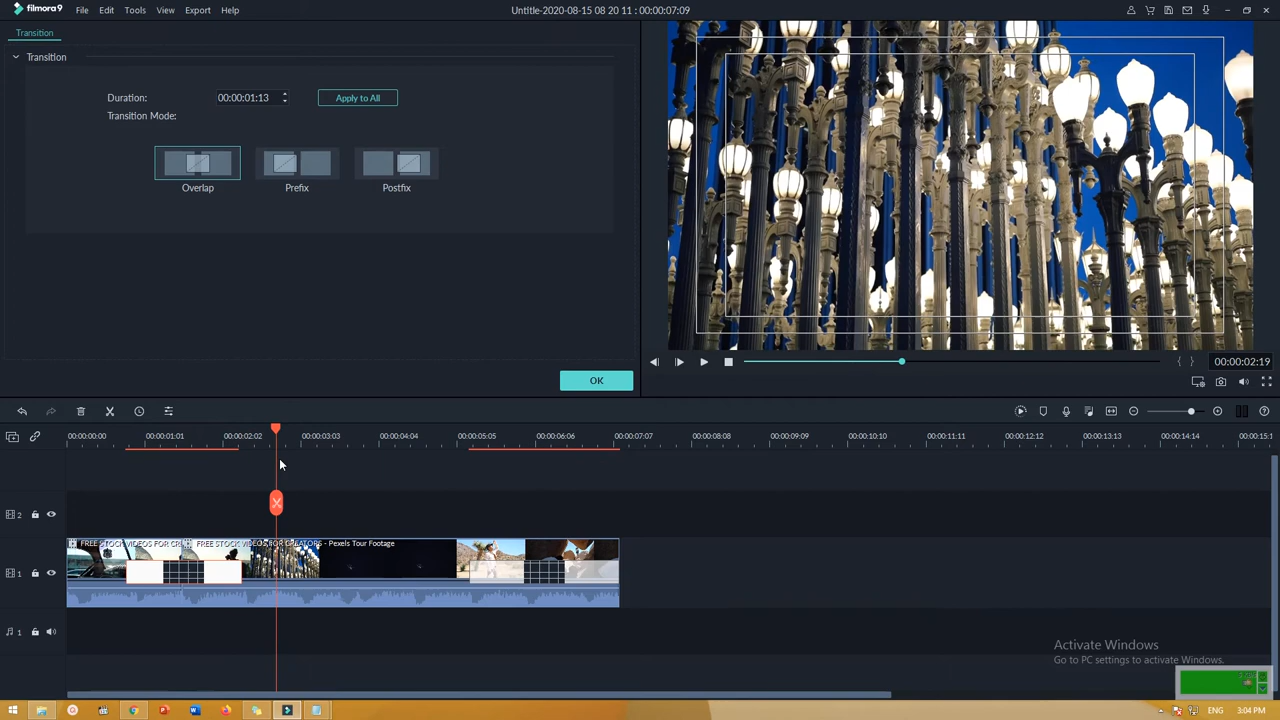 filmora9 File Edit Tools View Export Help Untitle-2020-08-15 08 20 11 : 00:00:07:09
Transition
Transition
Duration: 00:00:01:13 Apply to All
Transition Mode:
Overlap Prefix Postfix
OK
00:00:02:19
00:00:00:00 00:00:01:01 00:00:02:02 00:00:03:03 00:00:04:04 00:00:05:05 00:00:06:06 00:00:07:07 00:00:08:08 00:00:09:09 00:00:10:10 00:00:11:11 00:00:12:12 00:00:13:13 00:00:14:14 00:00:15:1
2
FREE STOCK VIDEOS FOR CR FREE STOCK VIDEOS FOR CREATORS - Pexels Tour Footage
1
1
Activate Windows
Go to PC settings to activate Windows.
ENG 3:04 PM